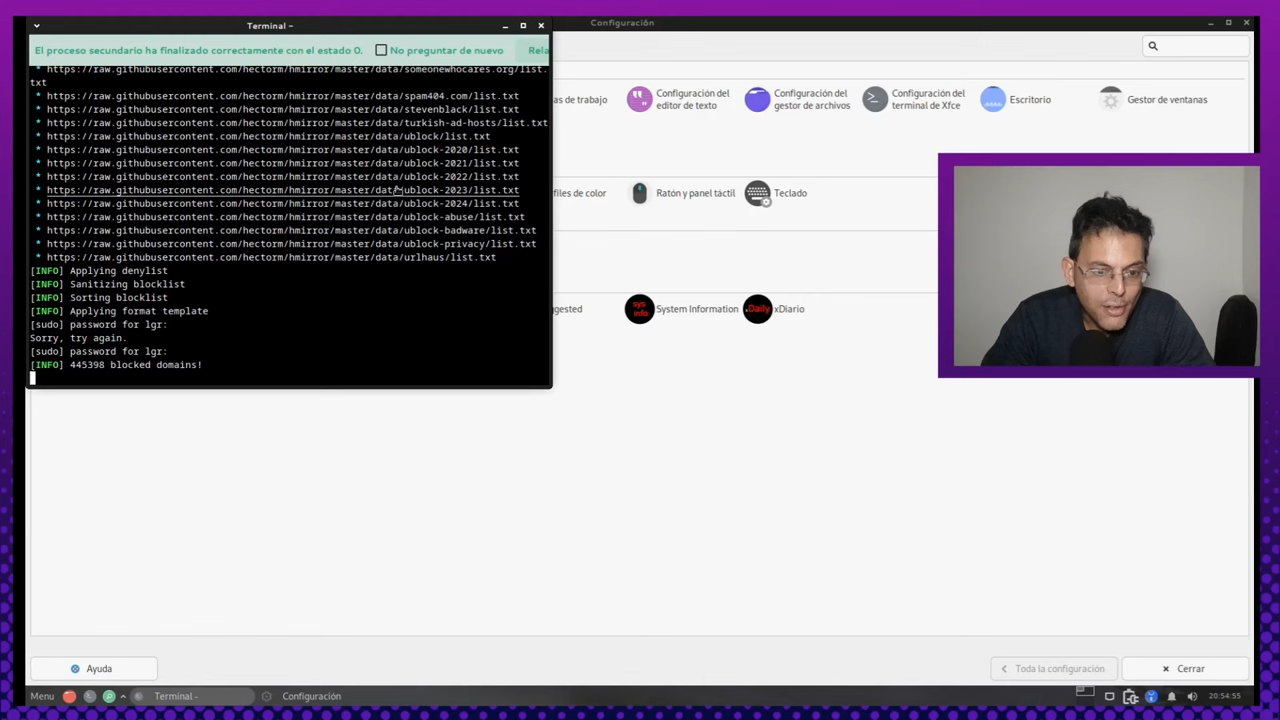 Terminal -
El proceso secundario ha finalizado correctamente con el estado 0.
No preguntar de nuevo
Rela
* https://raw.githubusercontent.com/hectorm/hmirror/master/data/someonewhocares.org/list.
txt
* https://raw.githubusercontent.com/hectorm/hmirror/master/data/spam404.com/list.txt
* https://raw.githubusercontent.com/hectorm/hmirror/master/data/stevenblack/list.txt
* https://raw.githubusercontent.com/hectorm/hmirror/master/data/turkish-ad-hosts/list.txt
* https://raw.githubusercontent.com/hectorm/hmirror/master/data/ublock/list.txt
* https://raw.githubusercontent.com/hectorm/hmirror/master/data/ublock-2020/list.txt
* https://raw.githubusercontent.com/hectorm/hmirror/master/data/ublock-2021/list.txt
* https://raw.githubusercontent.com/hectorm/hmirror/master/data/ublock-2022/list.txt
* https://raw.githubusercontent.com/hectorm/hmirror/master/data/ublock-2023/list.txt
* https://raw.githubusercontent.com/hectorm/hmirror/master/data/ublock-2024/list.txt
* https://raw.githubusercontent.com/hectorm/hmirror/master/data/ublock-abuse/list.txt
* https://raw.githubusercontent.com/hectorm/hmirror/master/data/ublock-badware/list.txt
* https://raw.githubusercontent.com/hectorm/hmirror/master/data/ublock-privacy/list.txt
* https://raw.githubusercontent.com/hectorm/hmirror/master/data/urlhaus/list.txt
[INFO] Applying denylist
[INFO] Sanitizing blocklist
[INFO] Sorting blocklist
[INFO] Applying format template
[sudo] password for lgr:
Sorry, try again.
[sudo] password for lgr:
[INFO] 445398 blocked domains!
Configuración
as de trabajo
Configuración del
editor de texto
Configuración del
gestor de archivos
Configuración del
terminal de Xfce
Escritorio
Gestor de ventanas
files de color
Ratón y panel táctil
Teclado
ggested
sys
info
System Information
.Daily
xDiario
Ayuda
Toda la configuración
Cerrar
Menu
Terminal -
Configuración
20:54:55